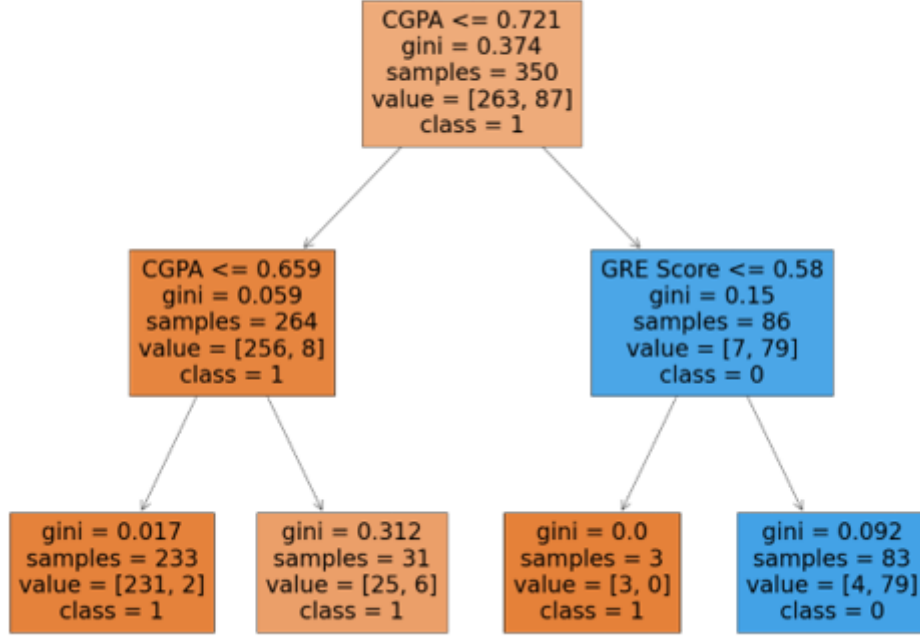 CGPA <= 0.721
gini = 0.374
samples = 350
value = [263, 87]
class = 1
CGPA <= 0.659
gini = 0.059
samples = 264
value = [256, 8]
class = 1
GRE Score <= 0.58
gini = 0.15
samples = 86
value = [7, 79]
class = 0
gini = 0.017
samples = 233
value = [231, 2]
class = 1
gini = 0.312
samples = 31
value = [25, 6]
class = 1
gini = 0.0
samples = 3
value = [3, 0]
class = 1
gini = 0.092
samples = 83
value = [4, 79]
class = 0